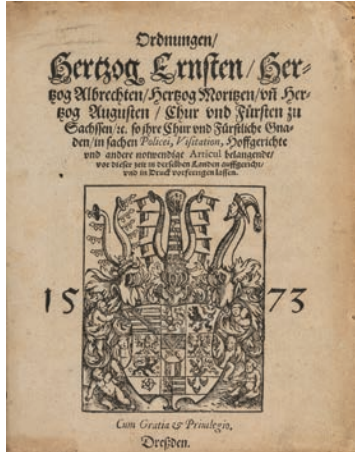 Ordnungen/
Hertzog Ernsten/Her-
tzog Albrechten/Hertzog Moritzen/vñ Her-
tzog Augusten/Chur vnd Fürsten zu
Sachssen/ꝛc. so jhre Chur vnd Fürstliche Gna-
den/in sachen Policei, Visitation, Hoffgerichte
vnd andere notwendige Articul belangende/
vor dieser zeit in derselben Landen auffgericht/
vnd in Druck vorfertigen lassen.
15 73
Cum Gratia & Priuilegio,
Dreßden.